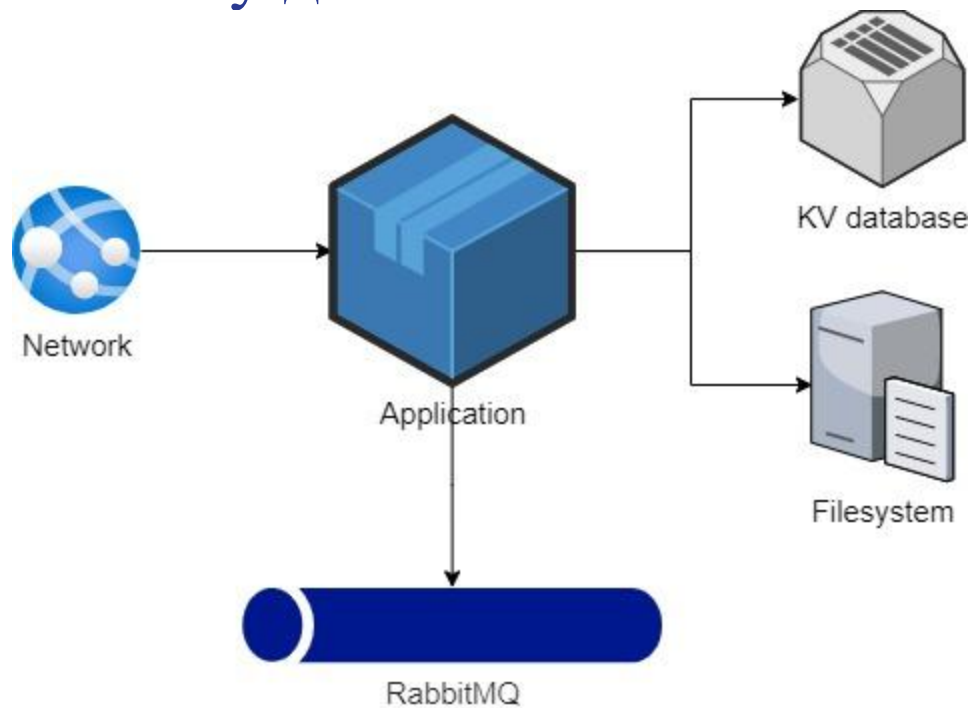 Network
Application
KV database
Filesystem
RabbitMQ